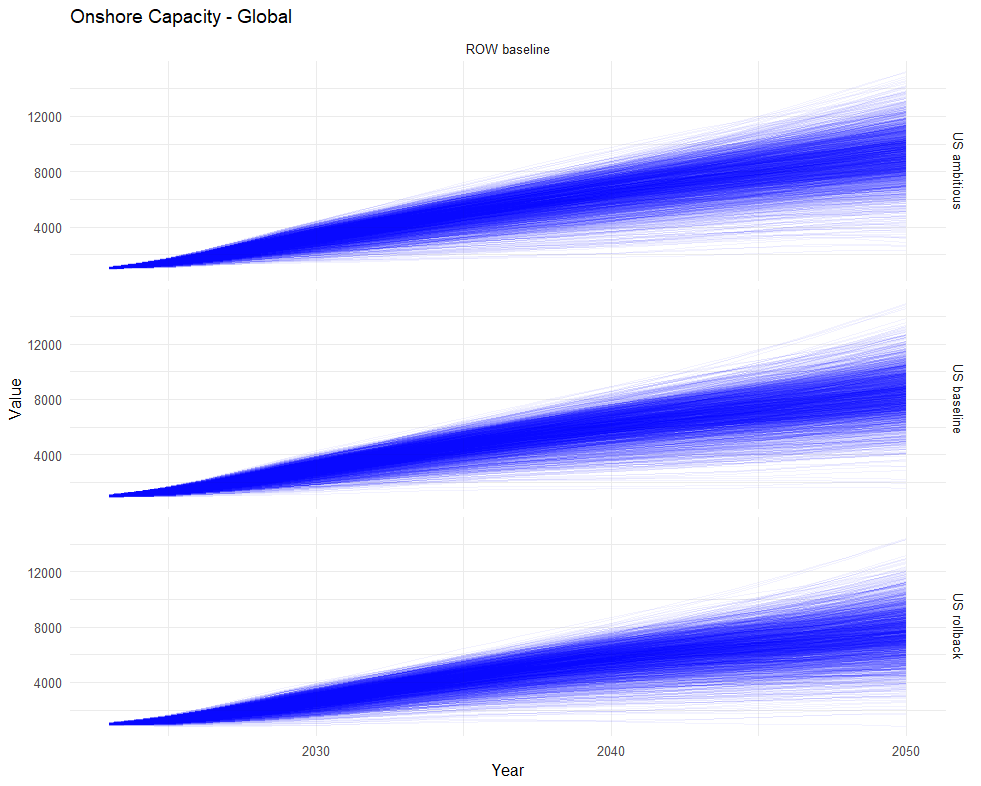 Onshore Capacity - Global
ROW baseline
12000
8000
4000
US ambitious
12000
8000
4000
US baseline
12000
8000
4000
US rollback
Value
2030
2040
2050
Year